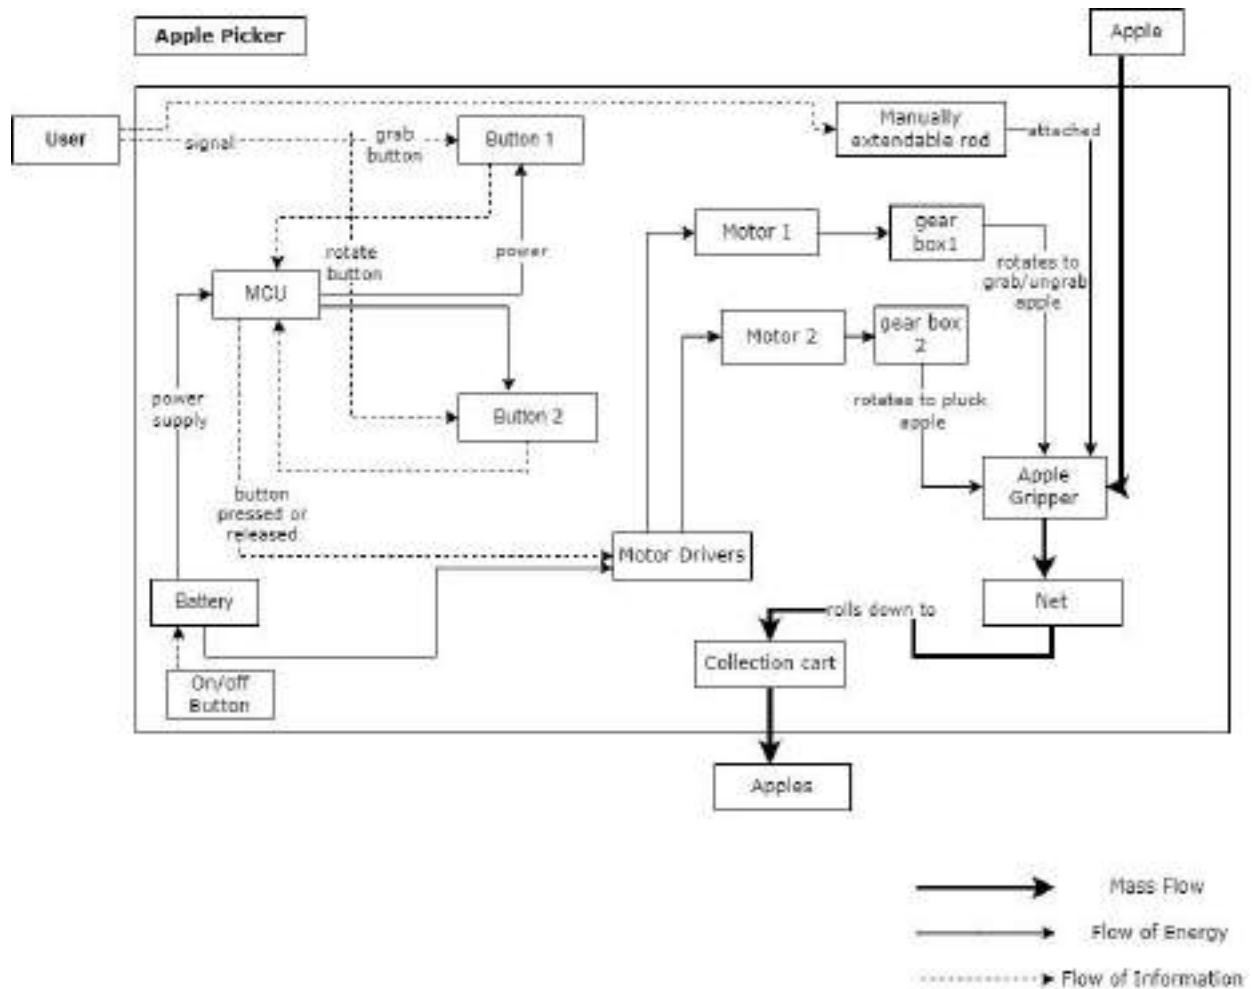 Apple Picker
Apple
User
signal
grab
button
Button 1
Manually
extendable rod
attached
Motor 1
gear
box1
rotate
button
power
rotates to
grab/ungrab
apple
MCU
Motor 2
gear box
2
power
supply
Button 2
rotates to pluck
apple
button
pressed or
released
Apple
Gripper
Motor Drivers
Battery
rolls down to
Net
On/off
Button
Collection cart
Apples
Mass Flow
Flow of Energy
Flow of Information